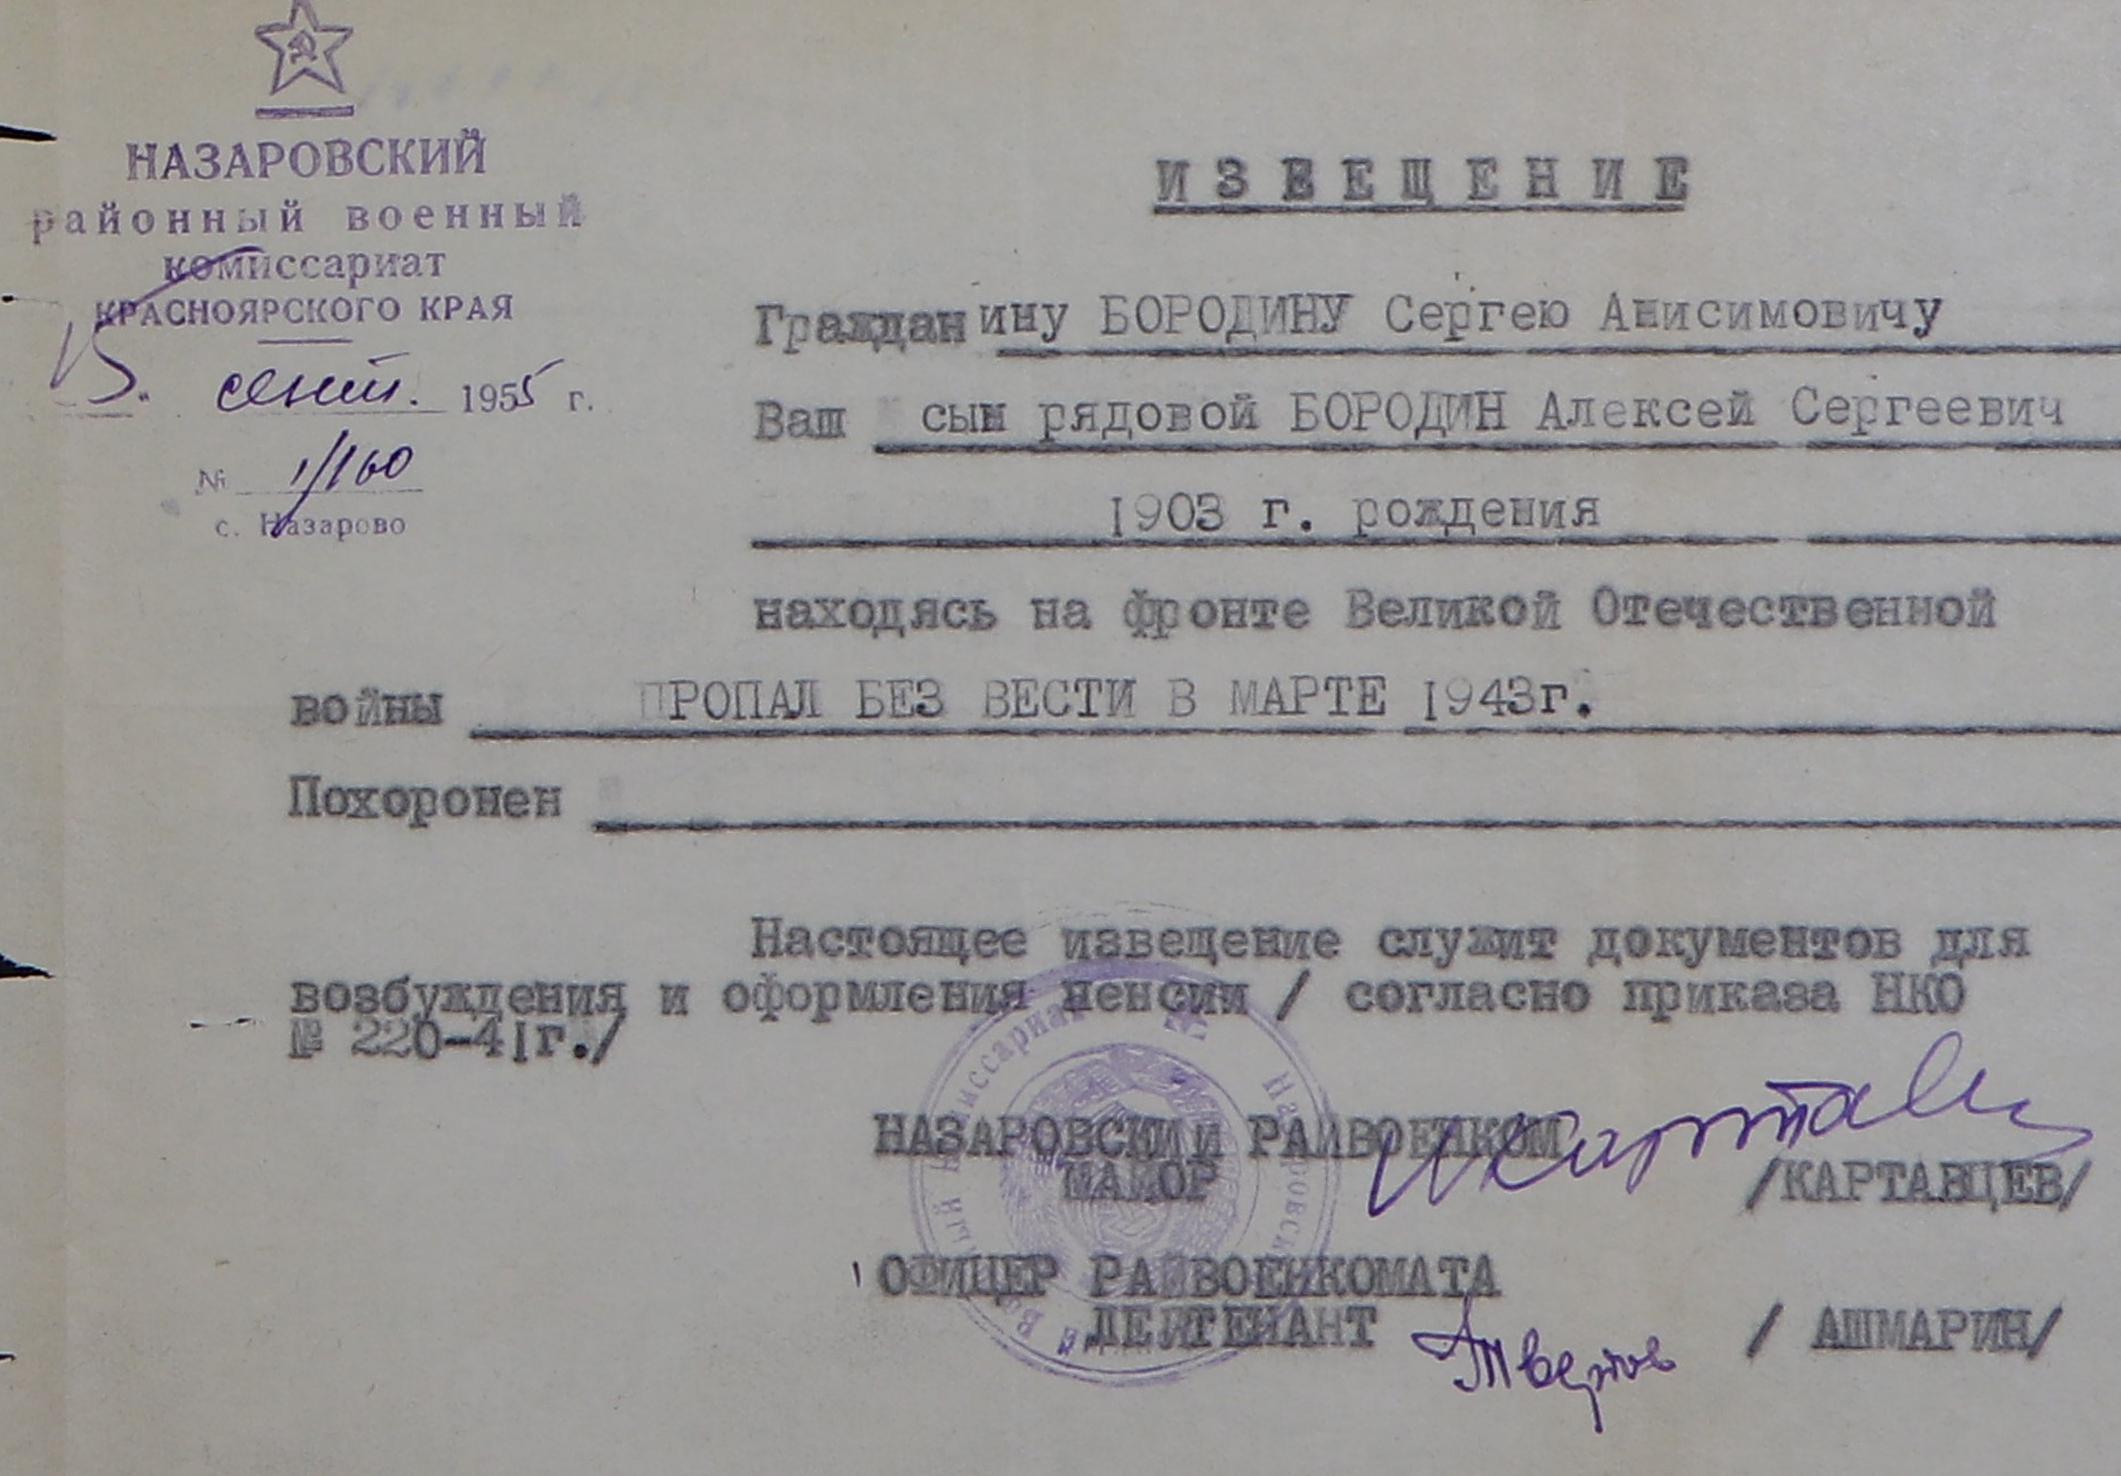 НАЗАРОВСКИЙ
районный военный
комиссариат
КРАСНОЯРСКОГО КРАЯ
сент. 1955 г.
№ 1/160
с. Назарово
ИЗВЕЩЕНИЕ
Гражданину БОРОДИНУ Сергею Анисимовичу
Ваш сын рядовой БОРОДИН Алексей Сергеевич
1903 г. рождения
находясь на фронте Великой Отечественной
войны ПРОПАЛ БЕЗ ВЕСТИ В МАРТЕ 1943г.
Похоронен
Настоящее извещение служит документов для
возбуждения и оформления пенсии / согласно приказа НКО
№ 220-41г./
НАЗАРОВСКИЙ РАЙВОЕНКОМ
МАЙОР /КАРТАВЦЕВ/
ОФИЦЕР РАЙВОЕНКОМАТА
ЛЕЙТЕНАНТ / АШМАРИН/